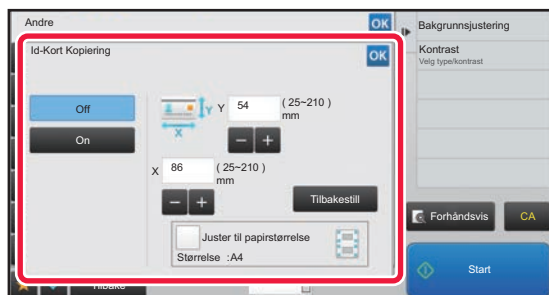 Andre
OK
Id-Kort Kopiering
OK
Off
On
Y 54 ( 25~210 )
mm
Y
X
X 86 ( 25~210 )
mm
Tilbakestill
Juster til papirstørrelse
Størrelse :A4
Tilbake
Bakgrunnsjustering
Kontrast
Velg type/kontrast
Forhåndsvis
CA
Start